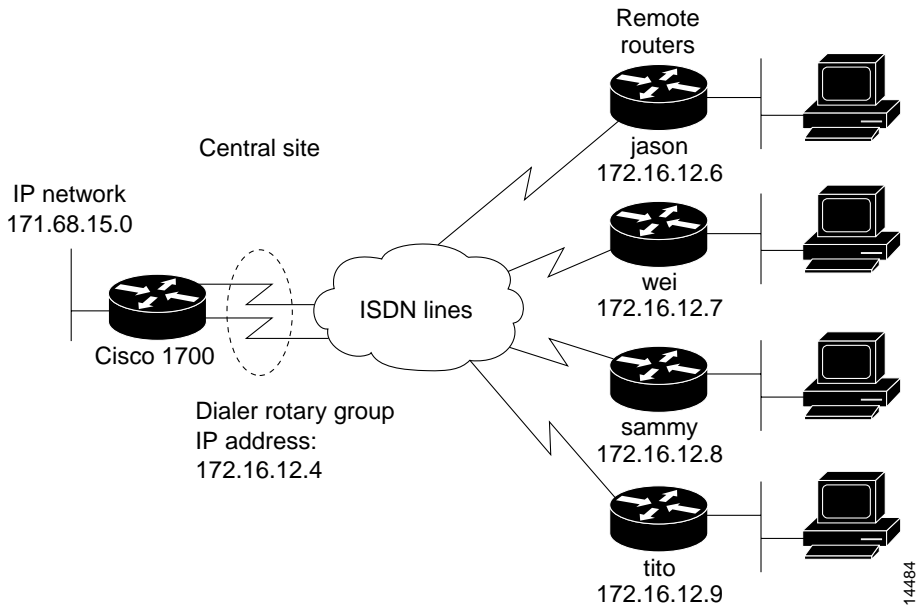 Remote
routers
jason
172.16.12.6
Central site
IP network
171.68.15.0
wei
172.16.12.7
ISDN lines
Cisco 1700
Dialer rotary group
IP address:
172.16.12.4
sammy
172.16.12.8
tito
172.16.12.9
14484